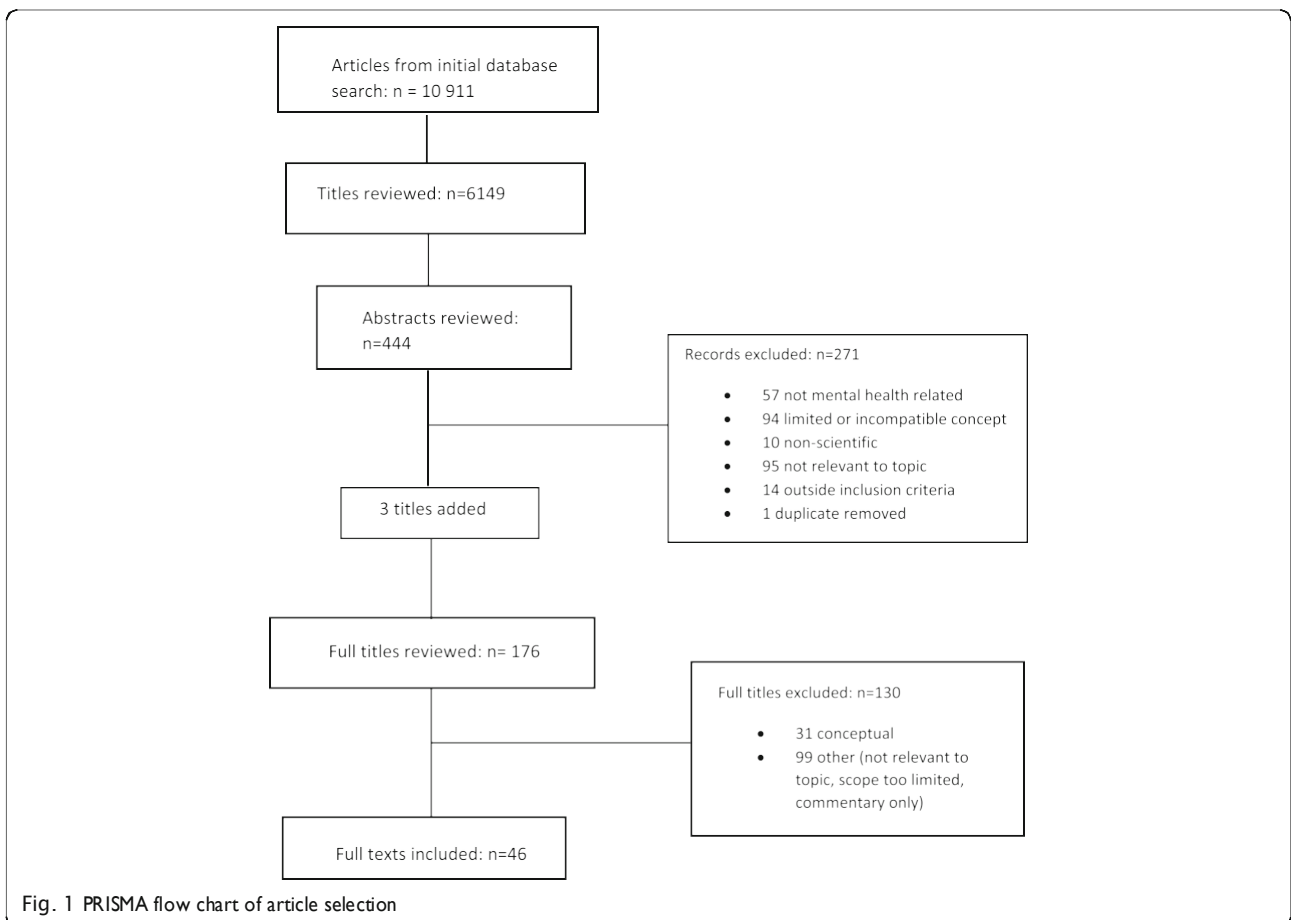 Articles from initial database
search: n = 10 911
Titles reviewed: n=6149
Abstracts reviewed:
n=444
Records excluded: n=271
• 57 not mental health related
• 94 limited or incompatible concept
• 10 non-scientific
• 95 not relevant to topic
• 14 outside inclusion criteria
• 1 duplicate removed
3 titles added
Full titles reviewed: n= 176
Full titles excluded: n=130
• 31 conceptual
• 99 other (not relevant to
topic, scope too limited,
commentary only)
Full texts included: n=46
Fig. 1 PRISMA flow chart of article selection